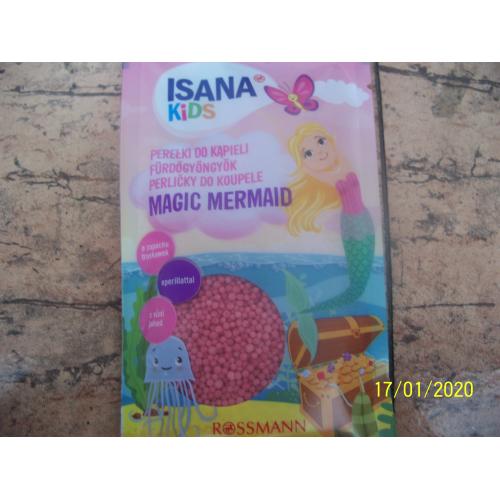 ISANA
KiDS
PEREŁKI DO KĄPIELI
FÜRDŐGYÖNGYÖK
PERLIČKY DO KOUPELE
MAGIC MERMAID
o zapachu
truskawek
eperillattal
s vůní
jahod
ROSSMANN
17/01/2020